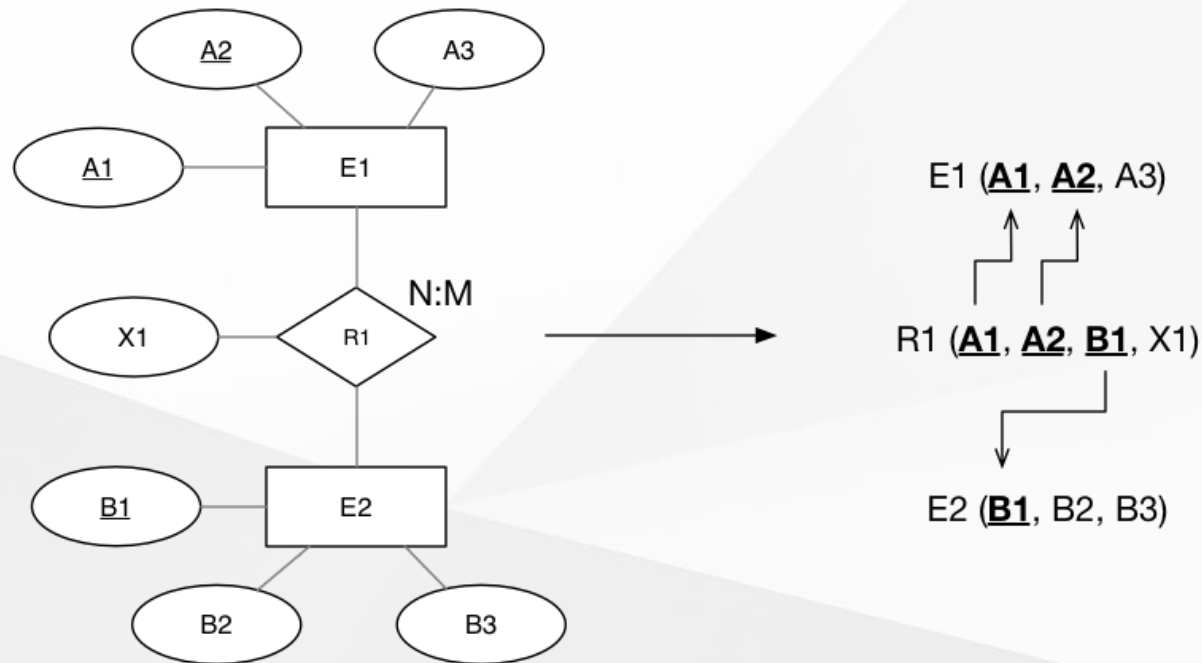 A2
A3
A1
E1
E1 (A1, A2, A3)
N:M
X1
R1
R1 (A1, A2, B1, X1)
B1
E2
E2 (B1, B2, B3)
B2
B3